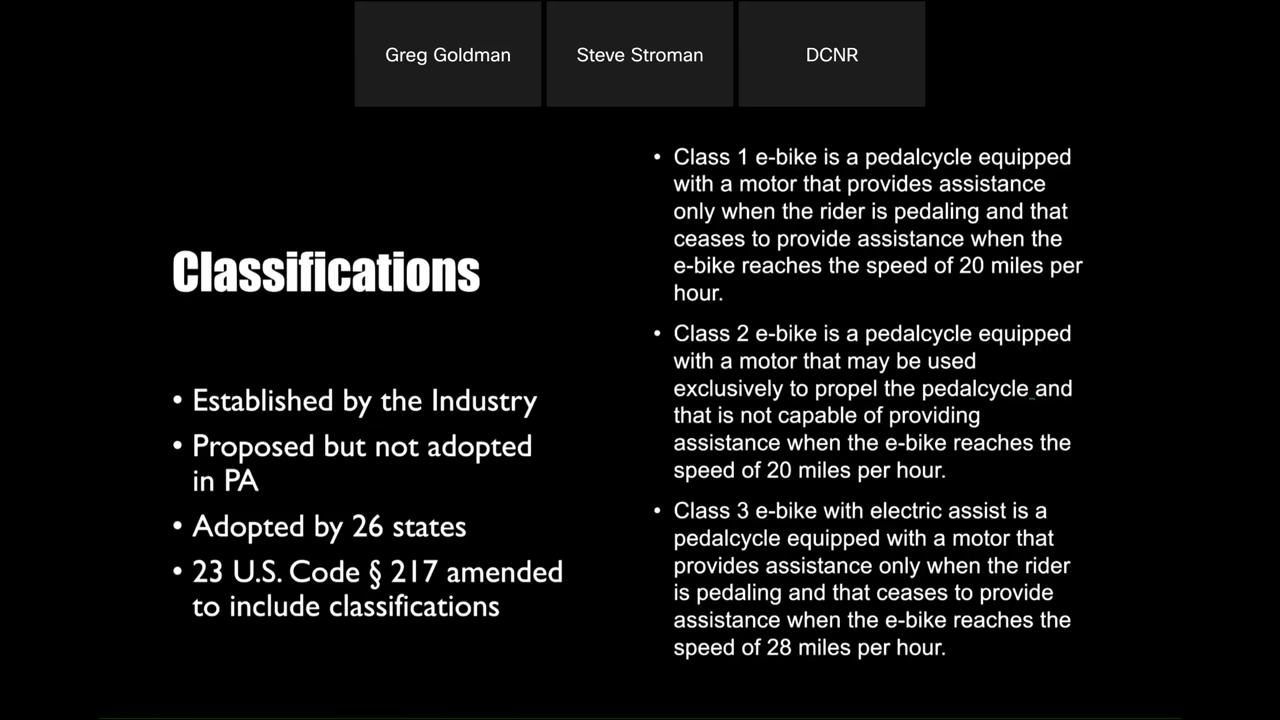 Greg Goldman
Steve Stroman
DCNR
Classifications
• Established by the Industry
• Proposed but not adopted
in PA
• Adopted by 26 states
• 23 U.S. Code § 217 amended
to include classifications
• Class 1 e-bike is a pedalcycle equipped
with a motor that provides assistance
only when the rider is pedaling and that
ceases to provide assistance when the
e-bike reaches the speed of 20 miles per
hour.
• Class 2 e-bike is a pedalcycle equipped
with a motor that may be used
exclusively to propel the pedalcycle and
that is not capable of providing
assistance when the e-bike reaches the
speed of 20 miles per hour.
• Class 3 e-bike with electric assist is a
pedalcycle equipped with a motor that
provides assistance only when the rider
is pedaling and that ceases to provide
assistance when the e-bike reaches the
speed of 28 miles per hour.